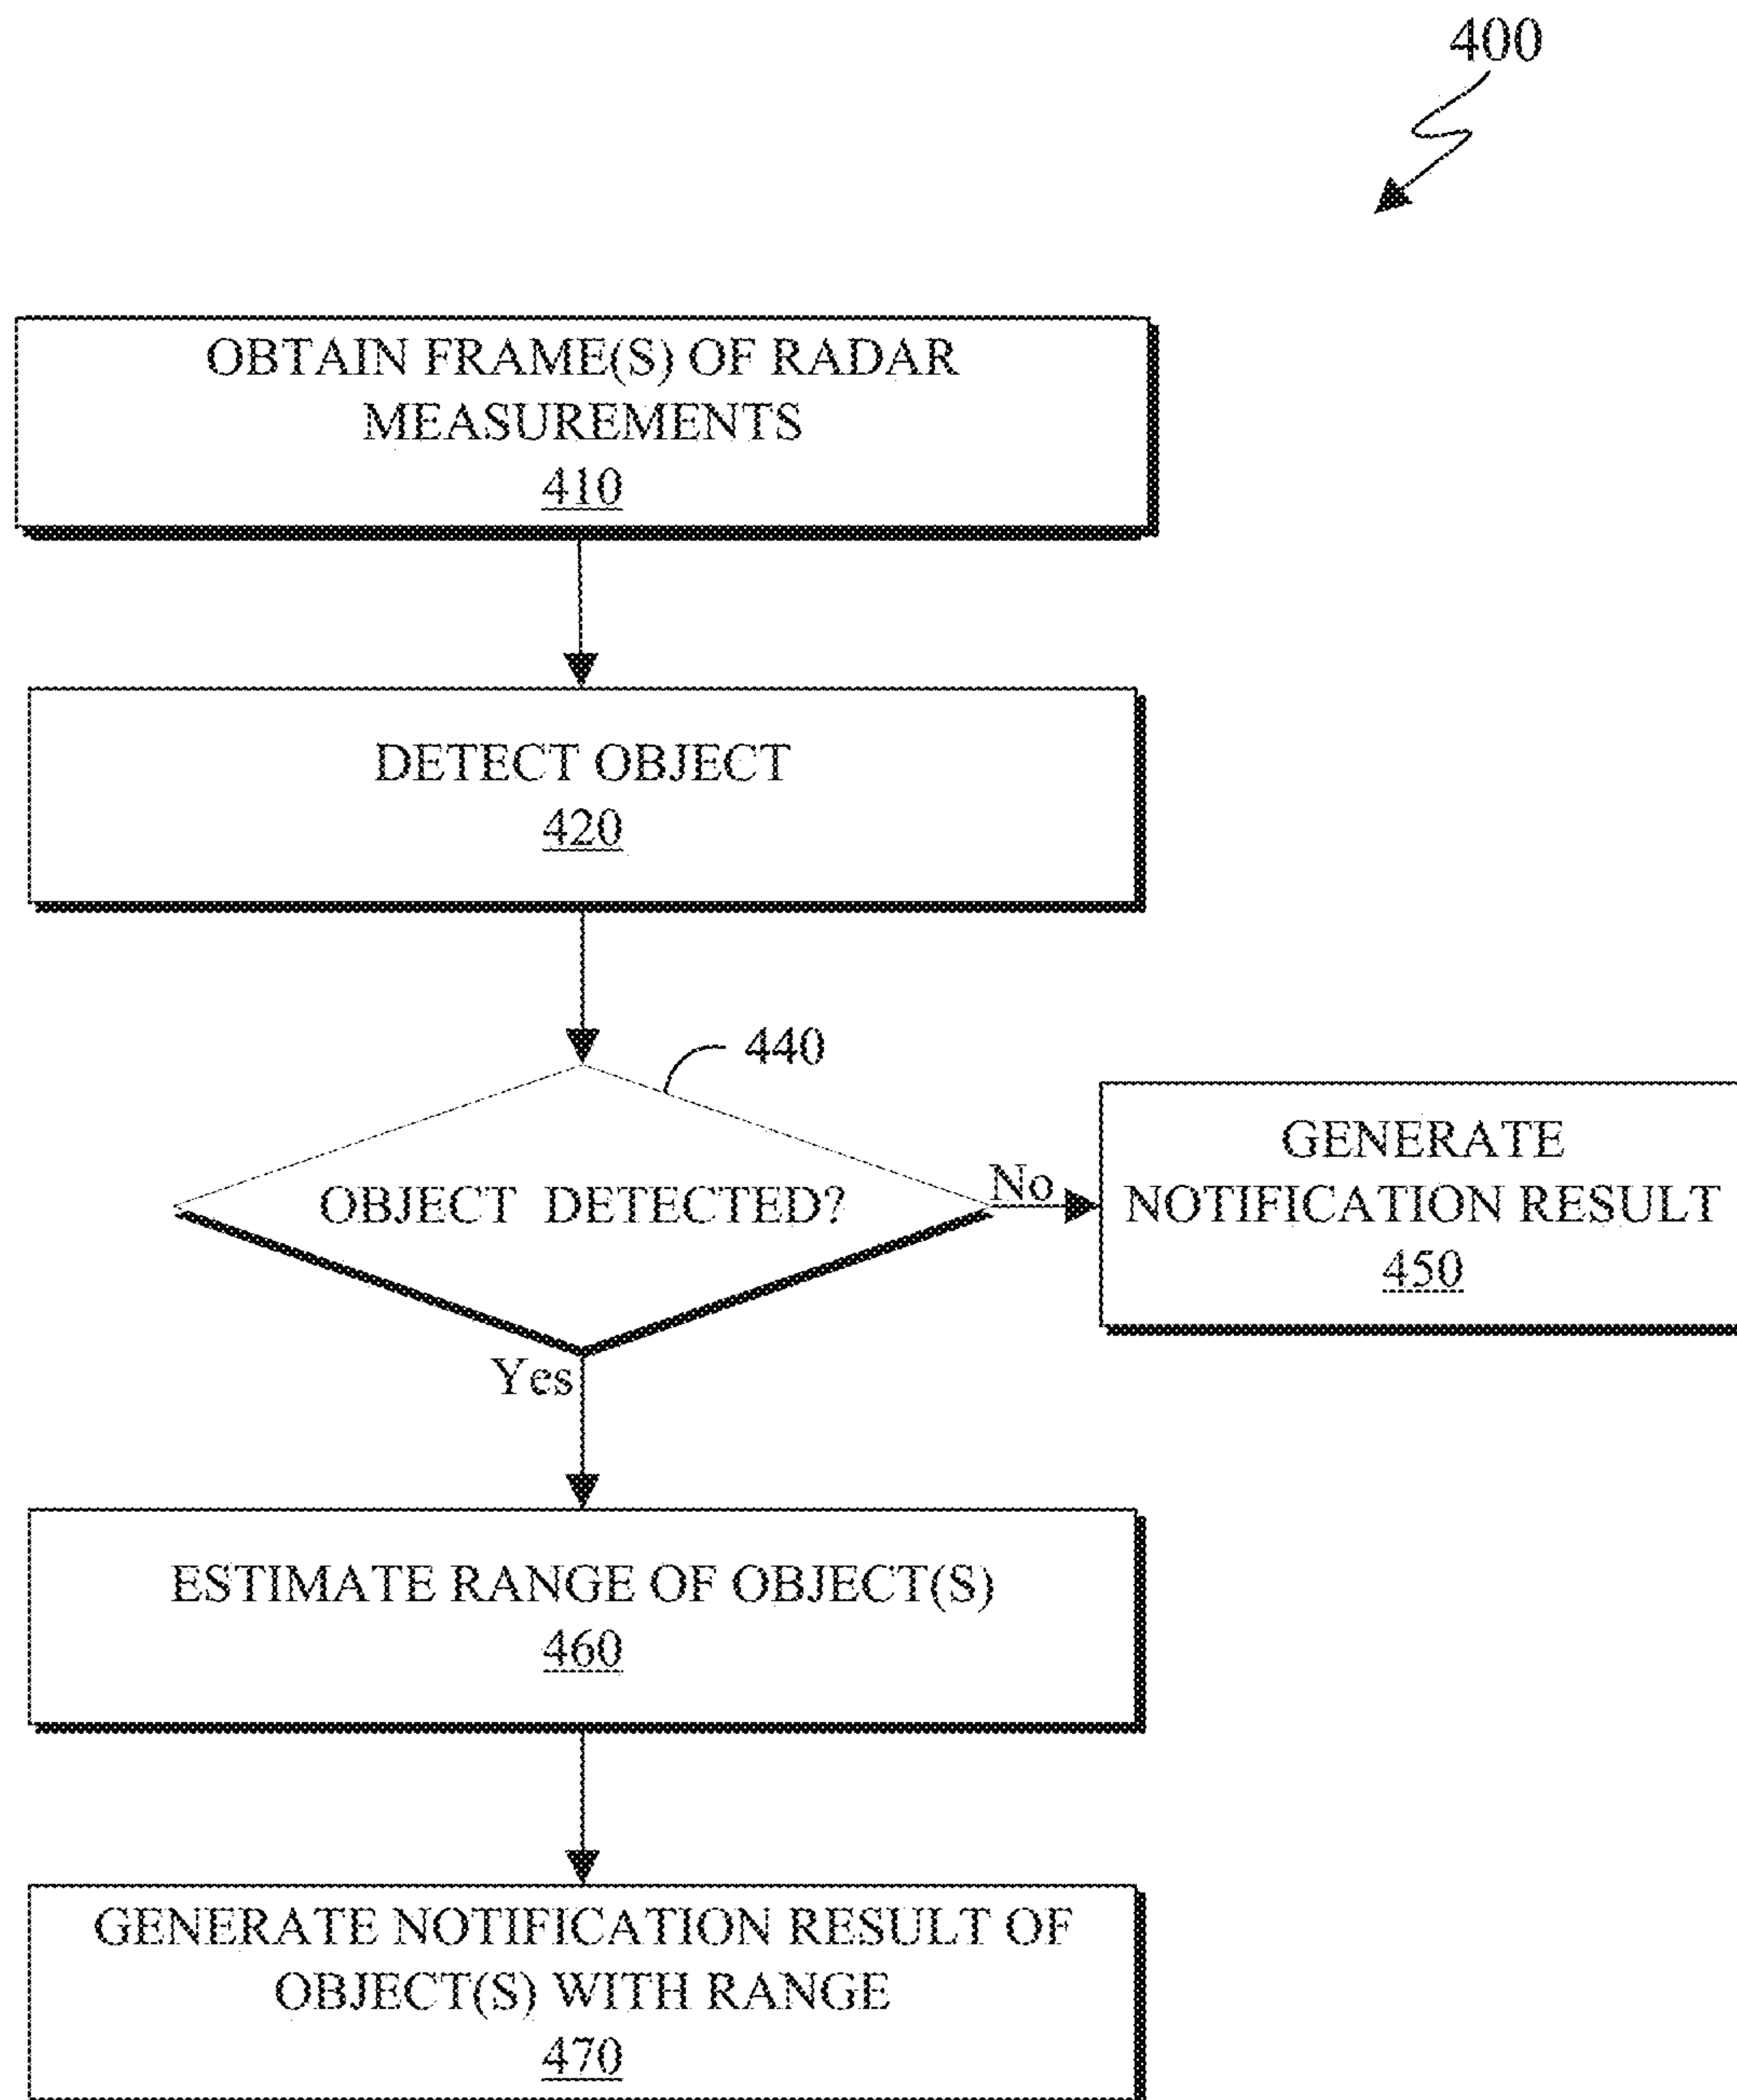 400
OBTAIN FRAME(S) OF RADAR
MEASUREMENTS
410
DETECT OBJECT
420
440
OBJECT DETECTED?
No
GENERATE
NOTIFICATION RESULT
450
Yes
ESTIMATE RANGE OF OBJECT(S)
460
GENERATE NOTIFICATION RESULT OF
OBJECT(S) WITH RANGE
470